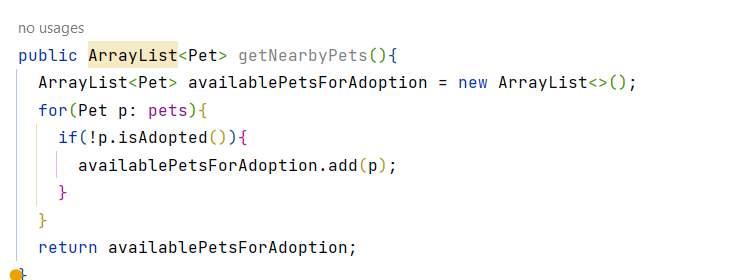 no usages
public ArrayList<Pet> getNearbyPets(){
ArrayList<Pet> availablePetsForAdoption = new ArrayList<>();
for(Pet p: pets){
if(!p.isAdopted()){
availablePetsForAdoption.add(p);
}
}
return availablePetsForAdoption;
}